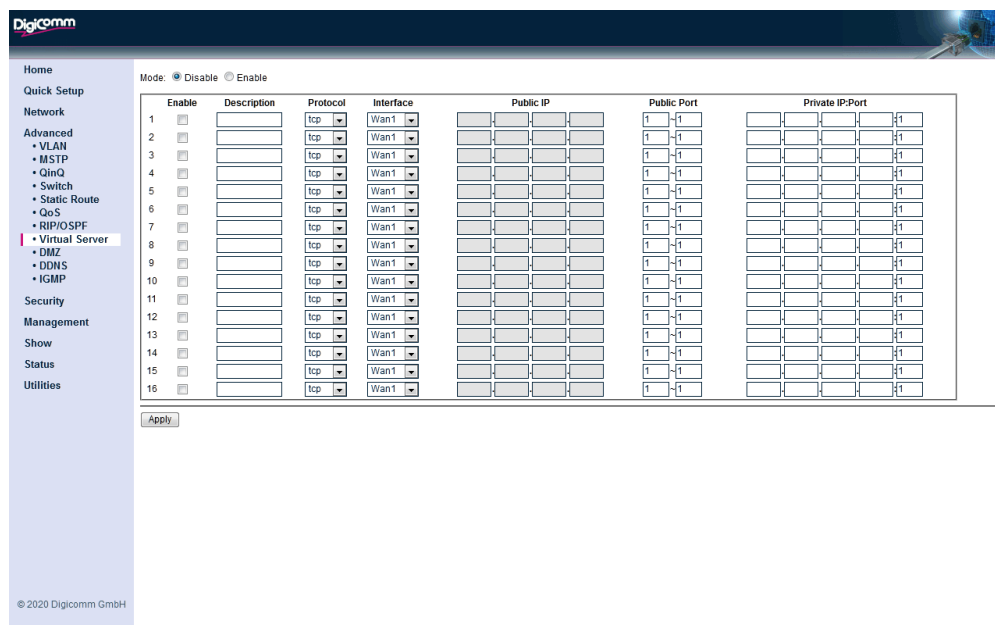 Digicomm
Home
Quick Setup
Network
Advanced
• VLAN
• MSTP
• QinQ
• Switch
• Static Route
• QoS
• RIP/OSPF
• Virtual Server
• DMZ
• DDNS
• IGMP
Security
Management
Show
Status
Utilities
© 2020 Digicomm GmbH
Mode: Disable Enable
Enable Description Protocol Interface Public IP Public Port Private IP:Port
1 tcp Wan1 . . . 1 ~ 1 . . . : 1
2 tcp Wan1 . . . 1 ~ 1 . . . : 1
3 tcp Wan1 . . . 1 ~ 1 . . . : 1
4 tcp Wan1 . . . 1 ~ 1 . . . : 1
5 tcp Wan1 . . . 1 ~ 1 . . . : 1
6 tcp Wan1 . . . 1 ~ 1 . . . : 1
7 tcp Wan1 . . . 1 ~ 1 . . . : 1
8 tcp Wan1 . . . 1 ~ 1 . . . : 1
9 tcp Wan1 . . . 1 ~ 1 . . . : 1
10 tcp Wan1 . . . 1 ~ 1 . . . : 1
11 tcp Wan1 . . . 1 ~ 1 . . . : 1
12 tcp Wan1 . . . 1 ~ 1 . . . : 1
13 tcp Wan1 . . . 1 ~ 1 . . . : 1
14 tcp Wan1 . . . 1 ~ 1 . . . : 1
15 tcp Wan1 . . . 1 ~ 1 . . . : 1
16 tcp Wan1 . . . 1 ~ 1 . . . : 1
Apply